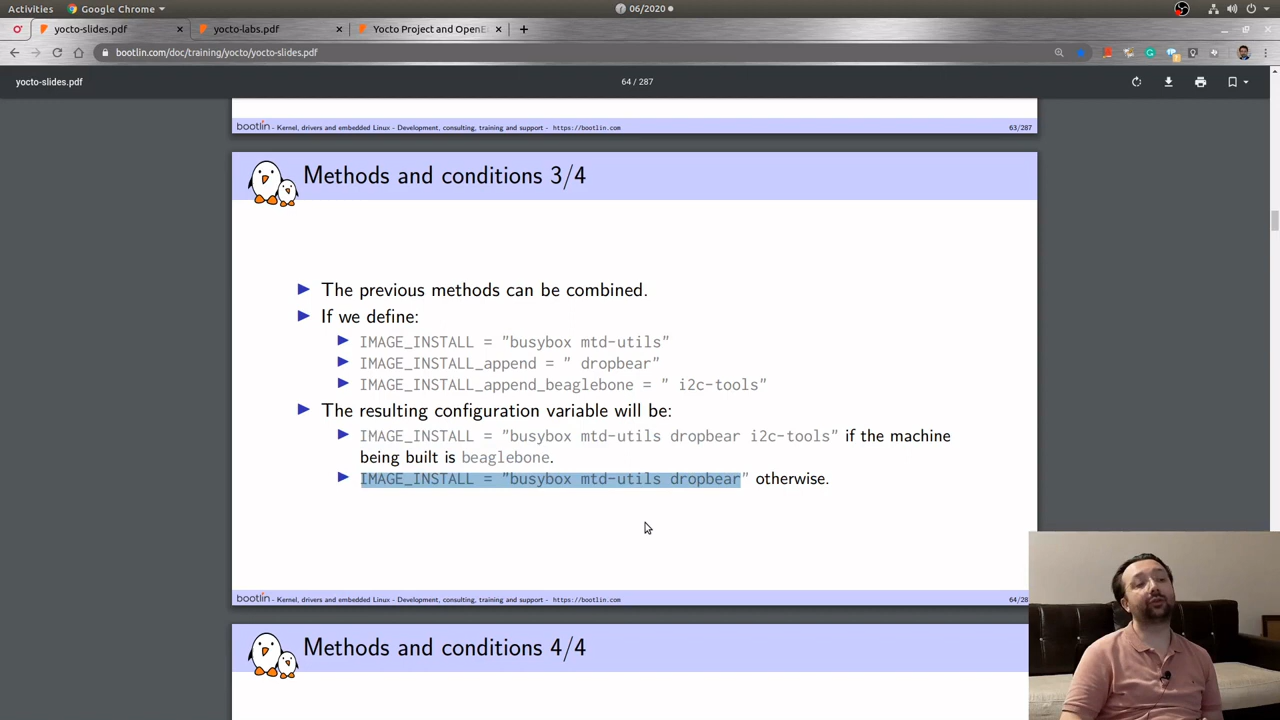 Activities Google Chrome 06/2020
yocto-slides.pdf yocto-labs.pdf Yocto Project and OpenE
bootlin.com/doc/training/yocto/yocto-slides.pdf
yocto-slides.pdf 64 / 287
bootlin - Kernel, drivers and embedded Linux - Development, consulting, training and support - https://bootlin.com 63/287
Methods and conditions 3/4
The previous methods can be combined.
If we define:
IMAGE_INSTALL = "busybox mtd-utils"
IMAGE_INSTALL_append = " dropbear"
IMAGE_INSTALL_append_beaglebone = " i2c-tools"
The resulting configuration variable will be:
IMAGE_INSTALL = "busybox mtd-utils dropbear i2c-tools" if the machine
being built is beaglebone.
IMAGE_INSTALL = "busybox mtd-utils dropbear" otherwise.
bootlin - Kernel, drivers and embedded Linux - Development, consulting, training and support - https://bootlin.com 64/28
Methods and conditions 4/4